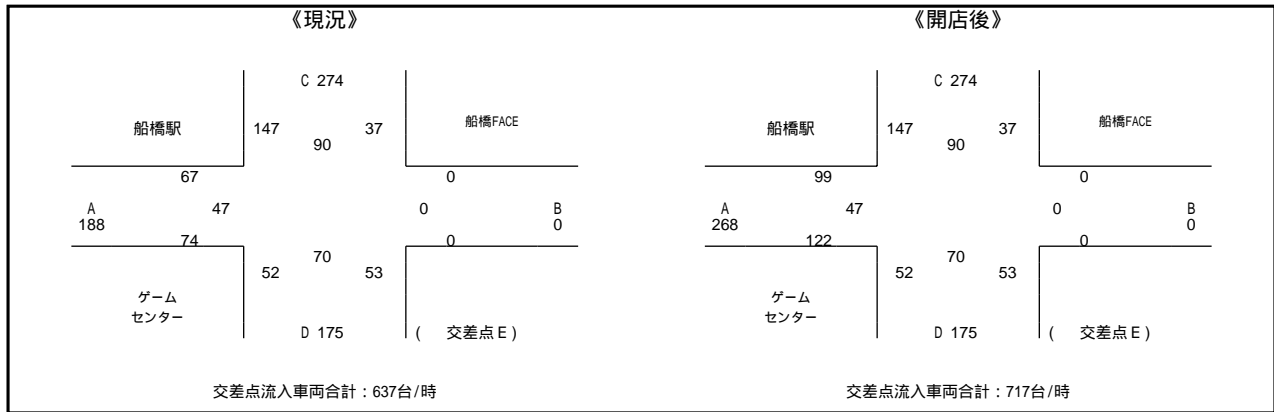 《現況》
C 274
船橋駅
147
37
船橋FACE
90
67
0
A
47
0
B
188
0
74
0
70
52
53
ゲーム
センター
D 175
( 交差点E)
交差点流入車両合計:637台/時
《開店後》
C 274
船橋駅
147
37
船橋FACE
90
99
0
A
47
0
B
268
0
122
0
70
52
53
ゲーム
センター
D 175
( 交差点E)
交差点流入車両合計:717台/時